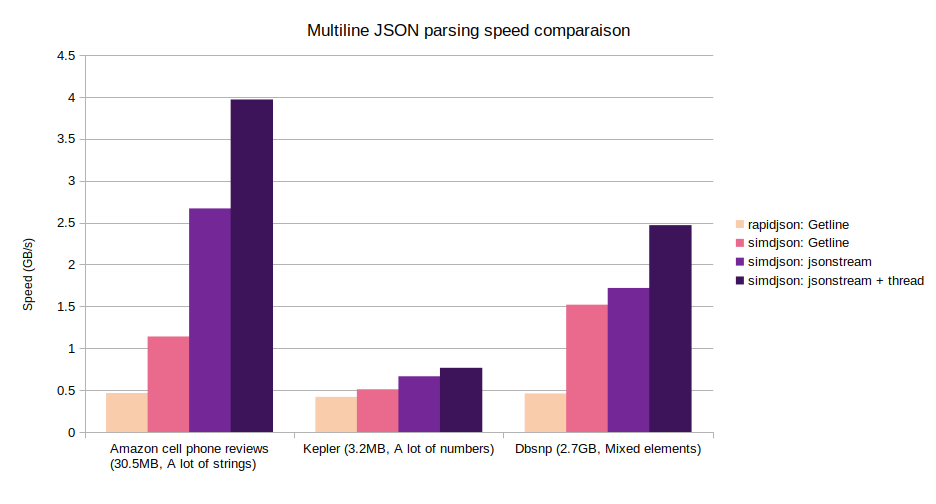 Multiline JSON parsing speed comparaison
4.5
4
3.5
3
2.5
2
1.5
1
0.5
0
Speed (GB/s)
Amazon cell phone reviews
(30.5MB, A lot of strings)
Kepler (3.2MB, A lot of numbers)
Dbsnp (2.7GB, Mixed elements)
rapidjson: Getline
simdjson: Getline
simdjson: jsonstream
simdjson: jsonstream + thread